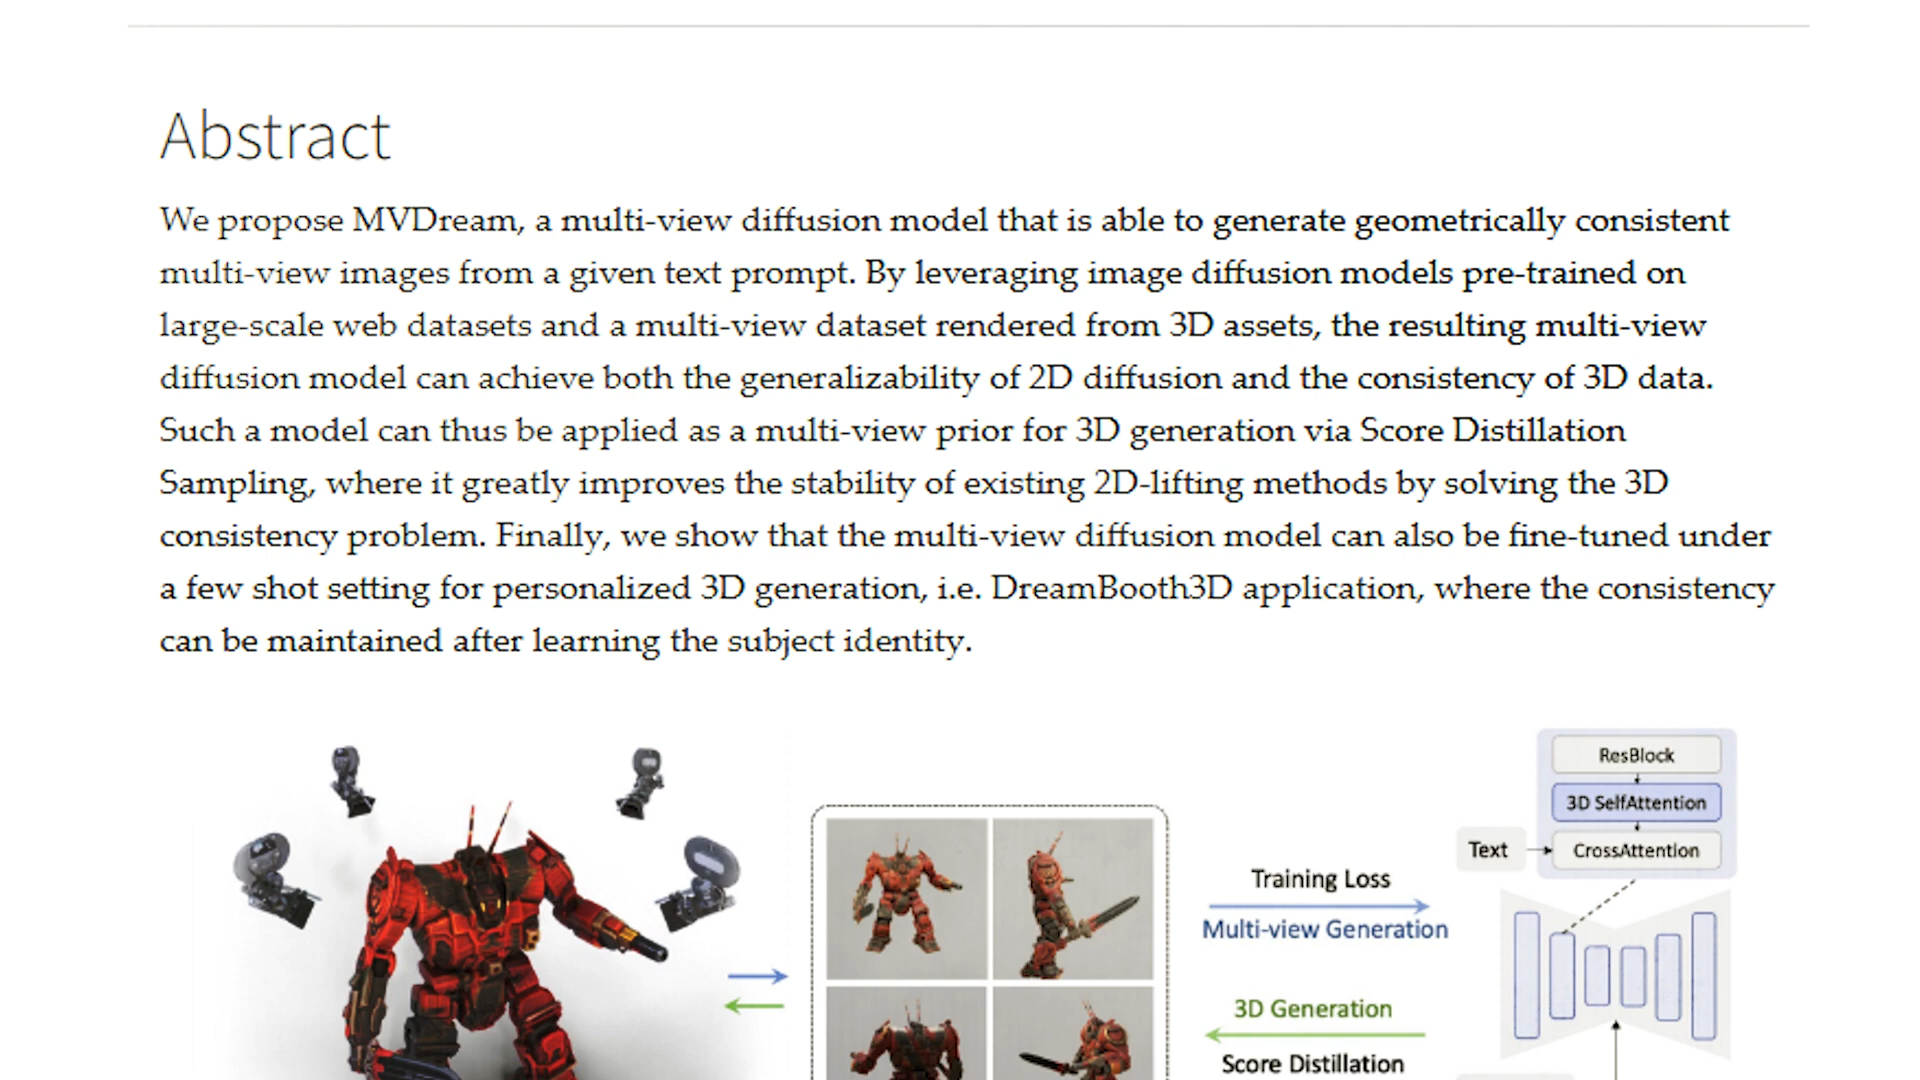 Abstract
We propose MVDream, a multi-view diffusion model that is able to generate geometrically consistent
multi-view images from a given text prompt. By leveraging image diffusion models pre-trained on
large-scale web datasets and a multi-view dataset rendered from 3D assets, the resulting multi-view
diffusion model can achieve both the generalizability of 2D diffusion and the consistency of 3D data.
Such a model can thus be applied as a multi-view prior for 3D generation via Score Distillation
Sampling, where it greatly improves the stability of existing 2D-lifting methods by solving the 3D
consistency problem. Finally, we show that the multi-view diffusion model can also be fine-tuned under
a few shot setting for personalized 3D generation, i.e. DreamBooth3D application, where the consistency
can be maintained after learning the subject identity.
ResBlock
3D SelfAttention
Text
CrossAttention
Training Loss
Multi-view Generation
3D Generation
Score Distillation